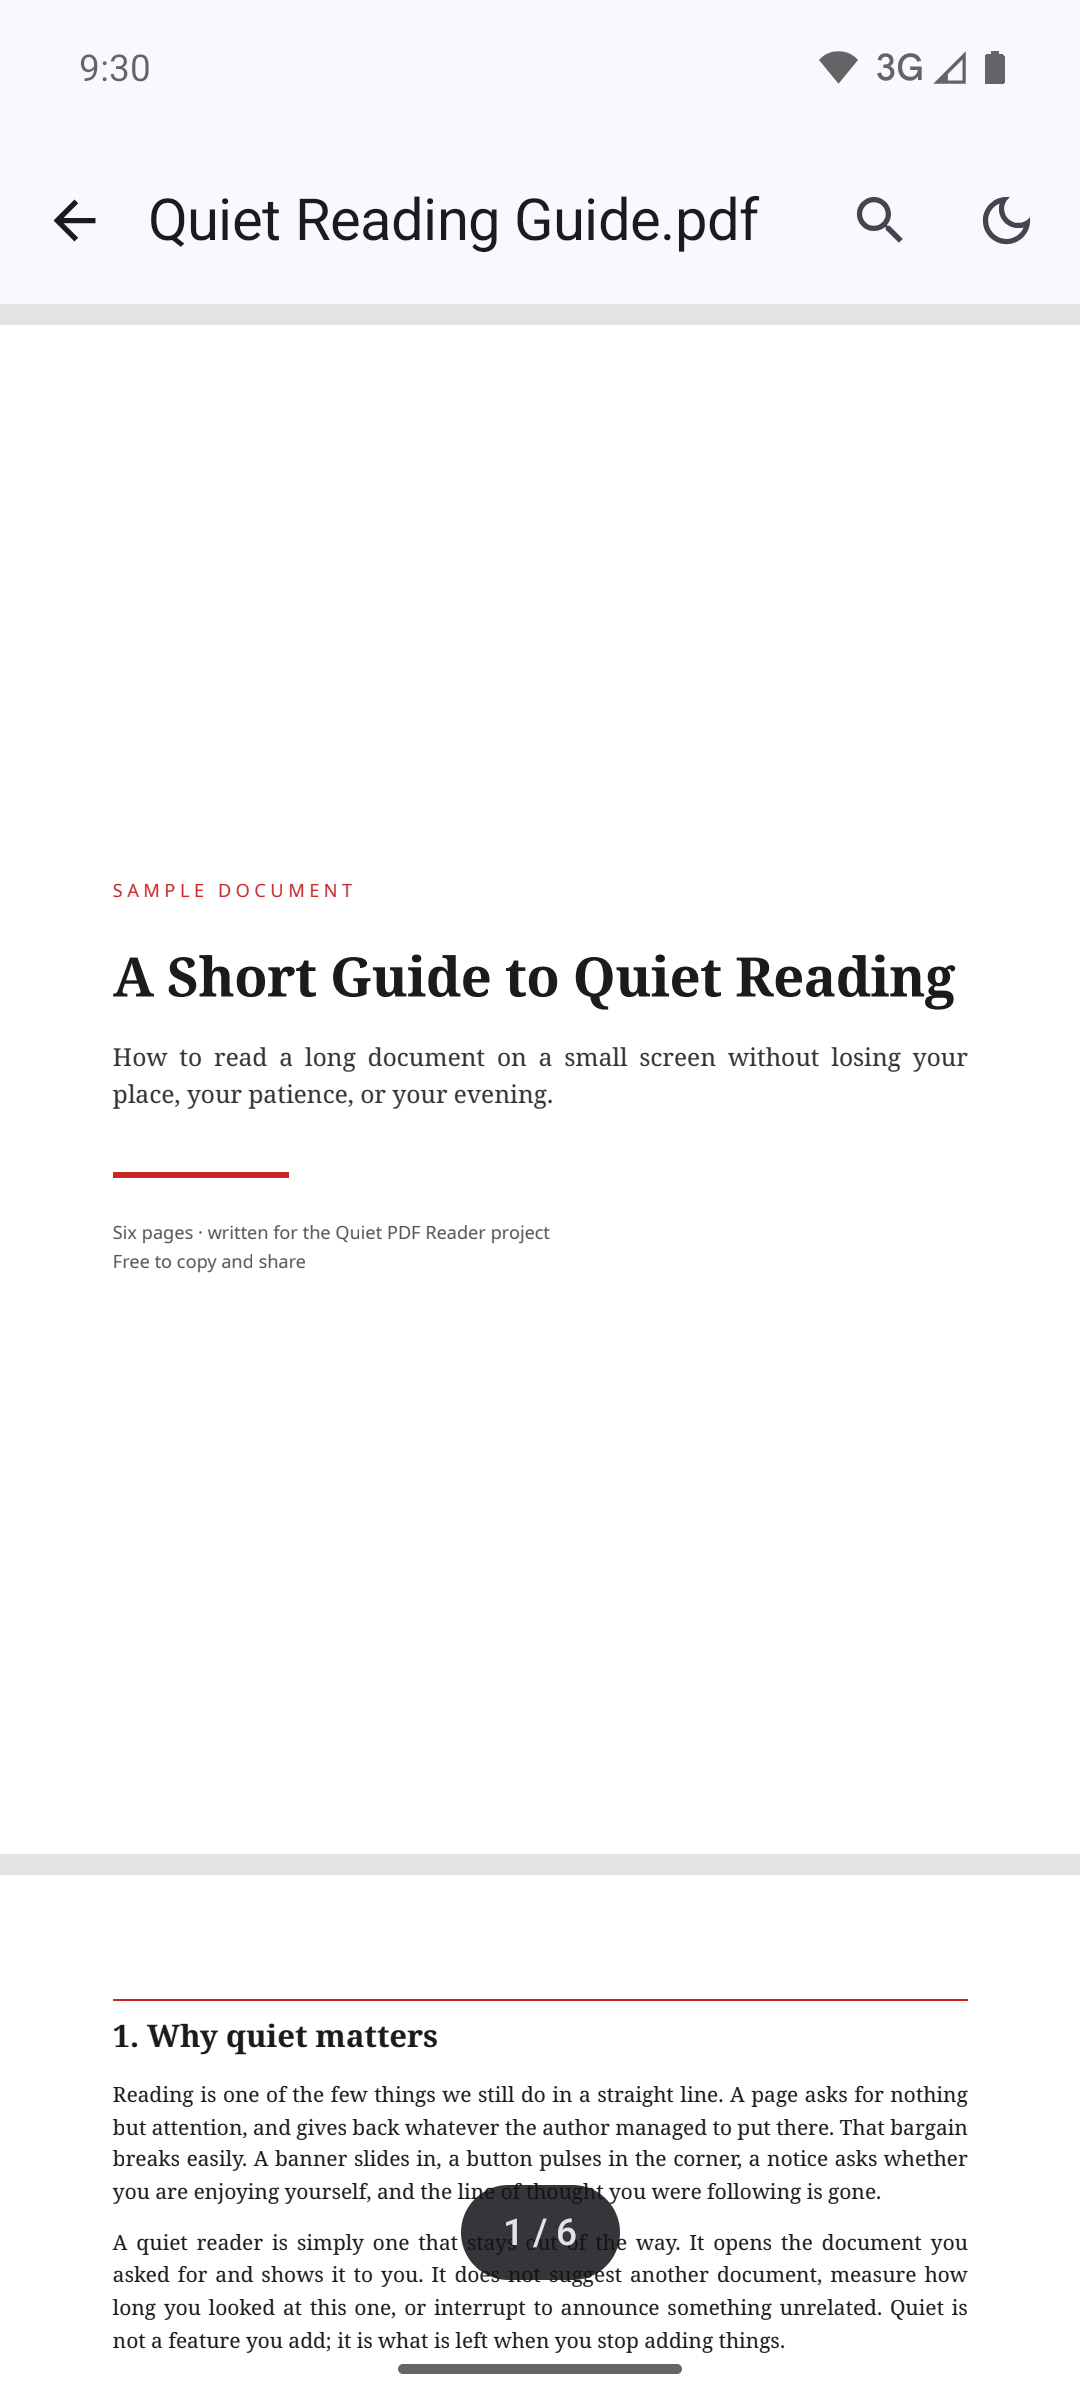 9:30
3G
Quiet Reading Guide.pdf
SAMPLE DOCUMENT
A Short Guide to Quiet Reading
How to read a long document on a small screen without losing your
place, your patience, or your evening.
Six pages · written for the Quiet PDF Reader project
Free to copy and share
1. Why quiet matters
Reading is one of the few things we still do in a straight line. A page asks for nothing
but attention, and gives back whatever the author managed to put there. That bargain
breaks easily. A banner slides in, a button pulses in the corner, a notice asks whether
you are enjoying yourself, and the line of thought you were following is gone.
A quiet reader is simply one that stays out of the way. It opens the document you
1 / 6
asked for and shows it to you. It does not suggest another document, measure how
long you looked at this one, or interrupt to announce something unrelated. Quiet is
not a feature you add; it is what is left when you stop adding things.